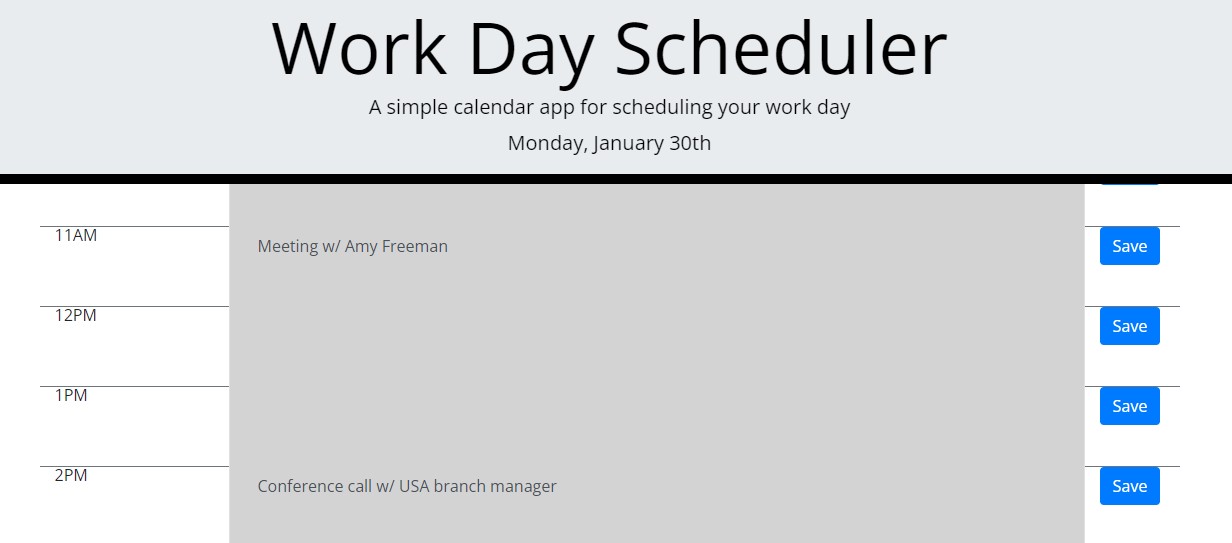 Work Day Scheduler
A simple calendar app for scheduling your work day
Monday, January 30th
11AM Meeting w/ Amy Freeman Save
12PM Save
1PM Save
2PM Conference call w/ USA branch manager Save